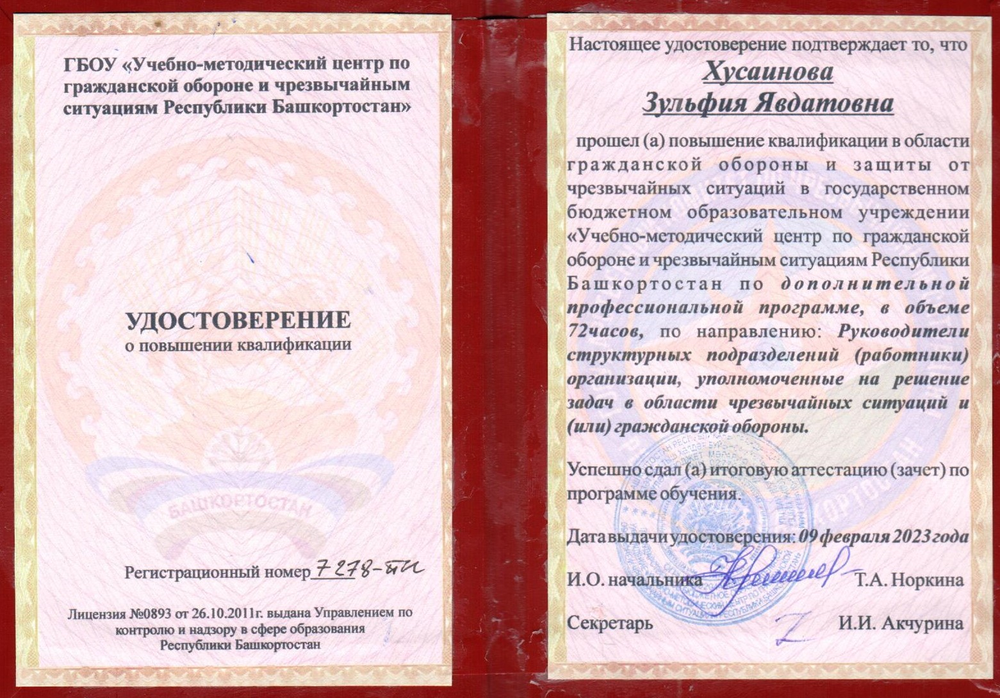 ГБОУ «Учебно-методический центр по
гражданской обороне и чрезвычайным
ситуациям Республики Башкортостан»
УДОСТОВЕРЕНИЕ
о повышении квалификации
БАШКОРТОСТАН
Регистрационный номер 7278-тп
Лицензия №0893 от 26.10.2011г. выдана Управлением по
контролю и надзору в сфере образования
Республики Башкортостан
Настоящее удостоверение подтверждает то, что
Хусаинова
Зульфия Явдатовна
прошел (а) повышение квалификации в области
гражданской обороны и защиты от
чрезвычайных ситуаций в государственном
бюджетном образовательном учреждении
«Учебно-методический центр по гражданской
обороне и чрезвычайным ситуациям Республики
Башкортостан по дополнительной
профессиональной программе, в объеме
72часов, по направлению: Руководители
структурных подразделений (работники)
организации, уполномоченные на решение
задач в области чрезвычайных ситуаций и
(или) гражданской обороны.
Успешно сдал (а) итоговую аттестацию (зачет) по
программе обучения.
Дата выдачи удостоверения: 09 февраля 2023 года
И.О. начальника Т.А. Норкина
Секретарь И.И. Акчурина